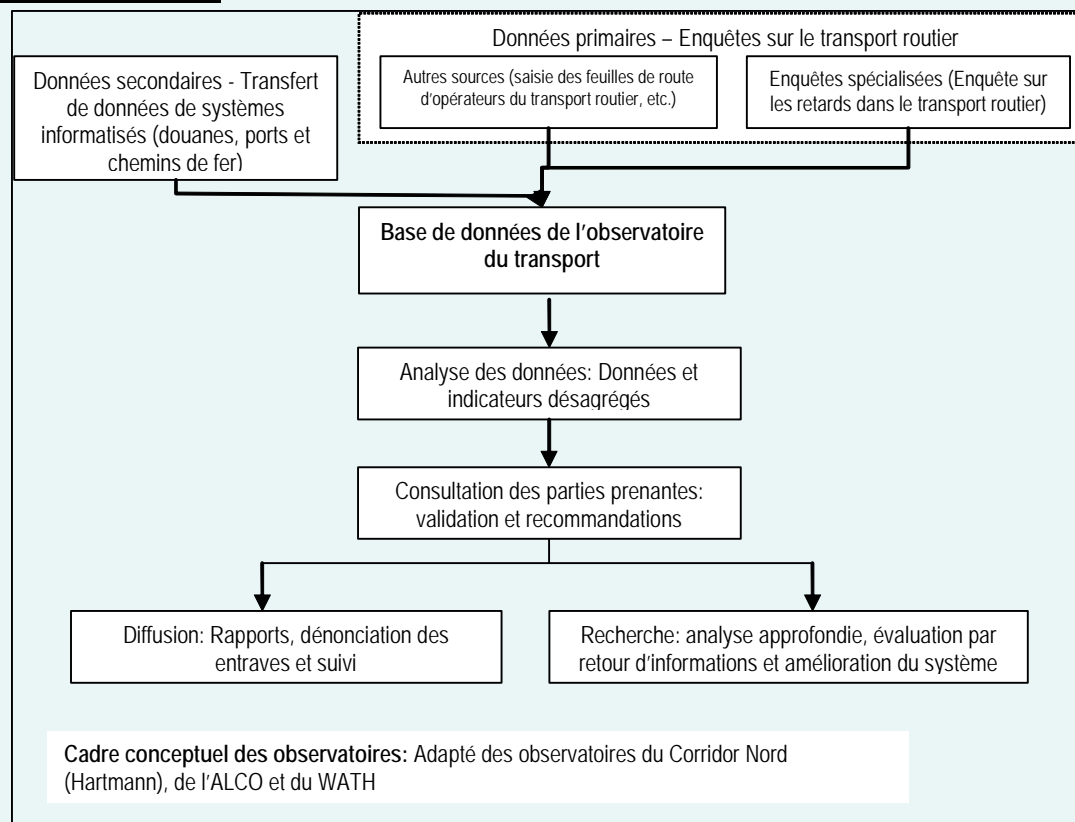 Données primaires – Enquêtes sur le transport routier
Données secondaires - Transfert
de données de systèmes
informatisés (douanes, ports et
chemins de fer)
Autres sources (saisie des feuilles de route
d’opérateurs du transport routier, etc.)
Enquêtes spécialisées (Enquête sur
les retards dans le transport routier)
Base de données de l’observatoire
du transport
Analyse des données: Données et
indicateurs désagrégés
Consultation des parties prenantes:
validation et recommandations
Diffusion: Rapports, dénonciation des
entraves et suivi
Recherche: analyse approfondie, évaluation par
retour d’informations et amélioration du système
Cadre conceptuel des observatoires: Adapté des observatoires du Corridor Nord
(Hartmann), de l’ALCO et du WATH